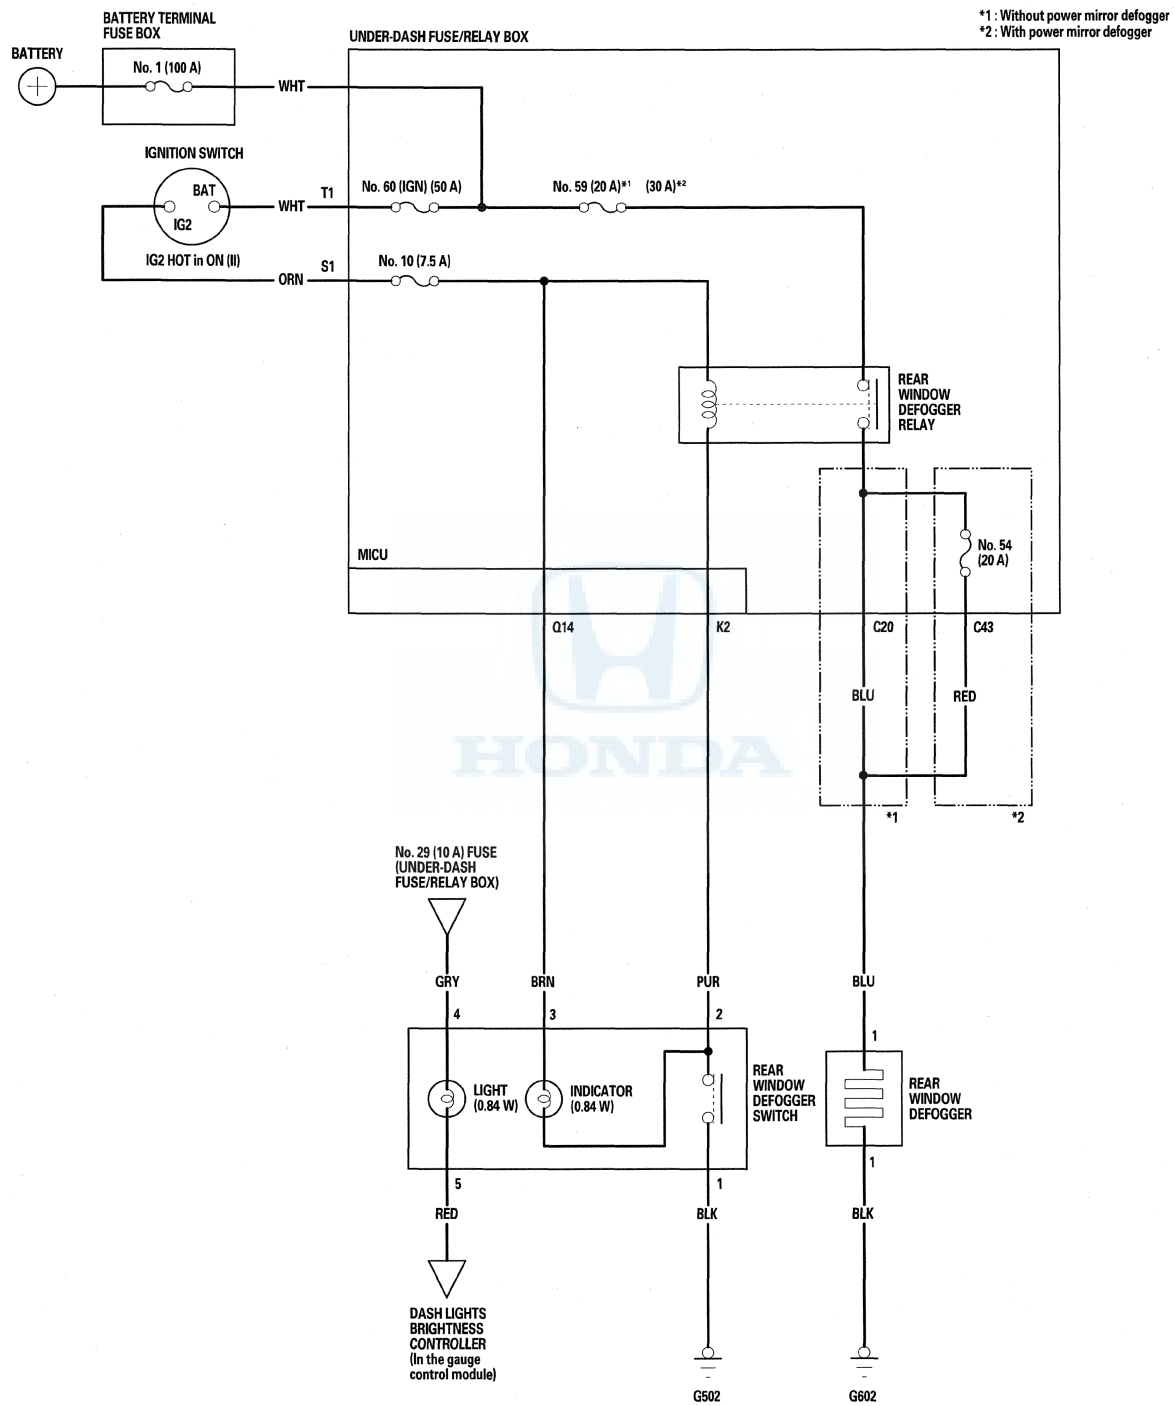 *1 : Without power mirror defogger
*2 : With power mirror defogger
BATTERY TERMINAL
FUSE BOX
UNDER-DASH FUSE/RELAY BOX
BATTERY
No. 1 (100 A)
WHT
IGNITION SWITCH
BAT
IG2
WHT
T1
No. 60 (IGN) (50 A)
No. 59 (20 A)*1
(30 A)*2
IG2 HOT in ON (II)
ORN
S1
No. 10 (7.5 A)
REAR
WINDOW
DEFOGGER
RELAY
No. 54
(20 A)
MICU
Q14
K2
C20
C43
BLU
RED
HONDA
*1
*2
No. 29 (10 A) FUSE
(UNDER-DASH
FUSE/RELAY BOX)
GRY
BRN
PUR
BLU
4
3
2
1
LIGHT
(0.84 W)
INDICATOR
(0.84 W)
REAR
WINDOW
DEFOGGER
SWITCH
REAR
WINDOW
DEFOGGER
5
1
1
RED
BLK
BLK
DASH LIGHTS
BRIGHTNESS
CONTROLLER
(In the gauge
control module)
G502
G602